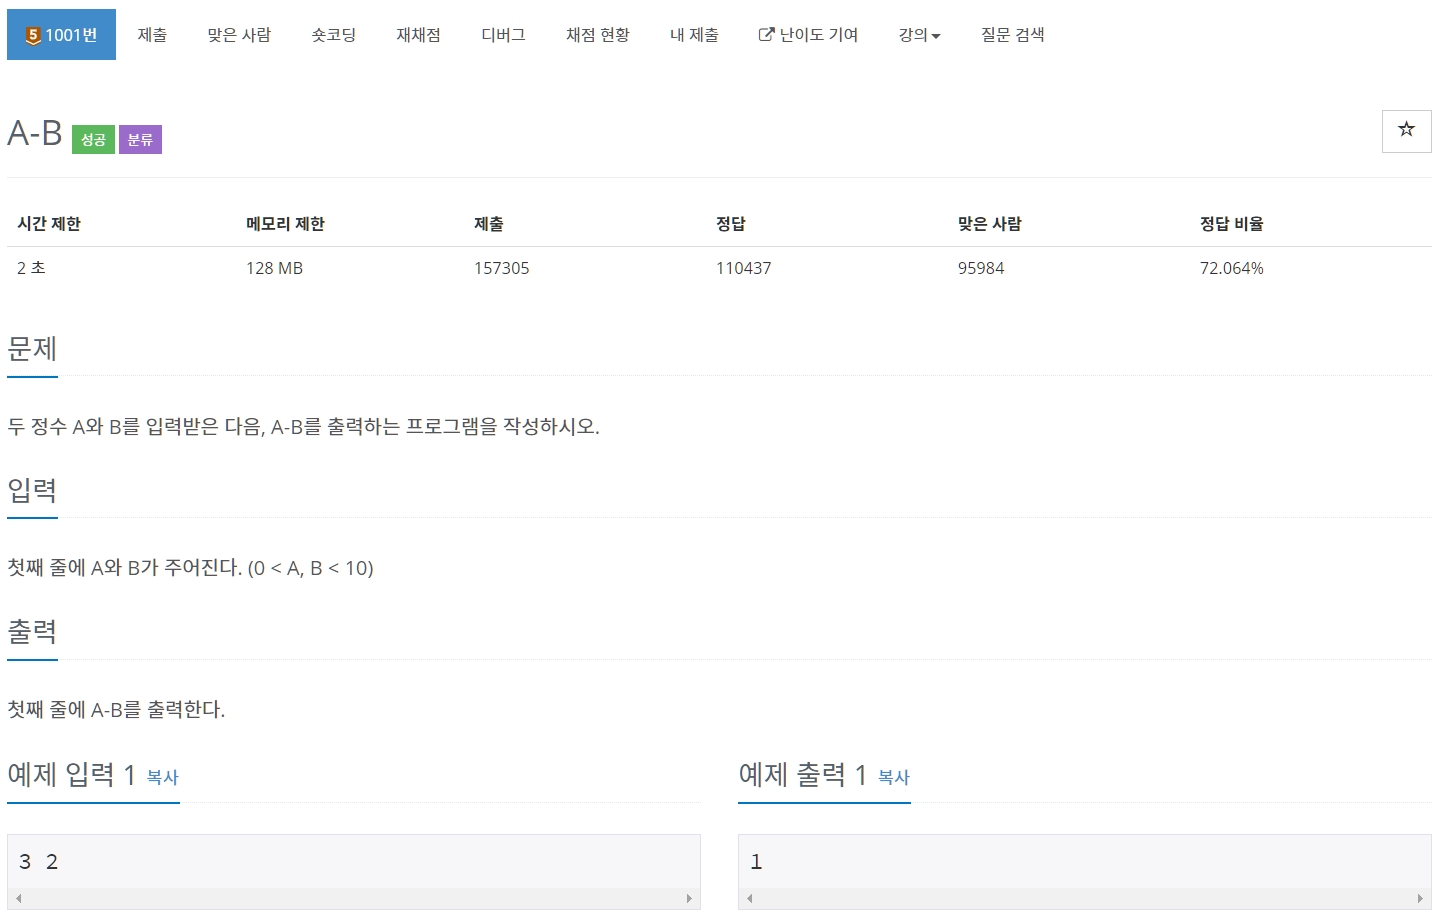 5 1001번 제출 맞은 사람 숏코딩 재채점 디버그 채점 현황 내 제출 난이도 기여 강의 질문 검색
A-B 성공 분류
시간 제한 메모리 제한 제출 정답 맞은 사람 정답 비율
2 초 128 MB 157305 110437 95984 72.064%
문제
두 정수 A와 B를 입력받은 다음, A-B를 출력하는 프로그램을 작성하시오.
입력
첫째 줄에 A와 B가 주어진다. (0 < A, B < 10)
출력
첫째 줄에 A-B를 출력한다.
예제 입력 1 복사
3 2
예제 출력 1 복사
1